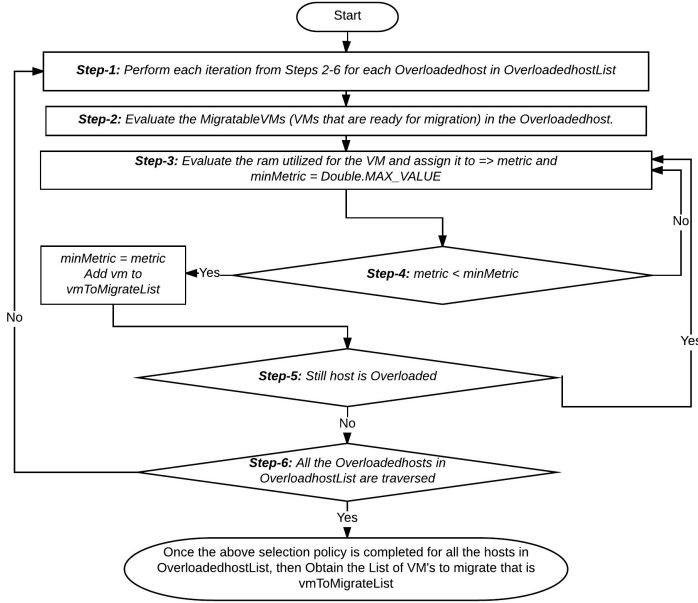 Start
Step-1: Perform each iteration from Steps 2-6 for each Overloadedhost in OverloadedhostList
Step-2: Evaluate the MigratableVMs (VMs that are ready for migration) in the Overloadedhost.
Step-3: Evaluate the ram utilized for the VM and assign it to => metric and
minMetric = Double.MAX_VALUE
No
minMetric = metric
Add vm to
vmToMigrateList
Yes
Step-4: metric < minMetric
No
Yes
Step-5: Still host is Overloaded
No
Step-6: All the Overloadedhosts in
OverloadhostList are traversed
Yes
Once the above selection policy is completed for all the hosts in
OverloadedhostList, then Obtain the List of VM's to migrate that is
vmToMigrateList